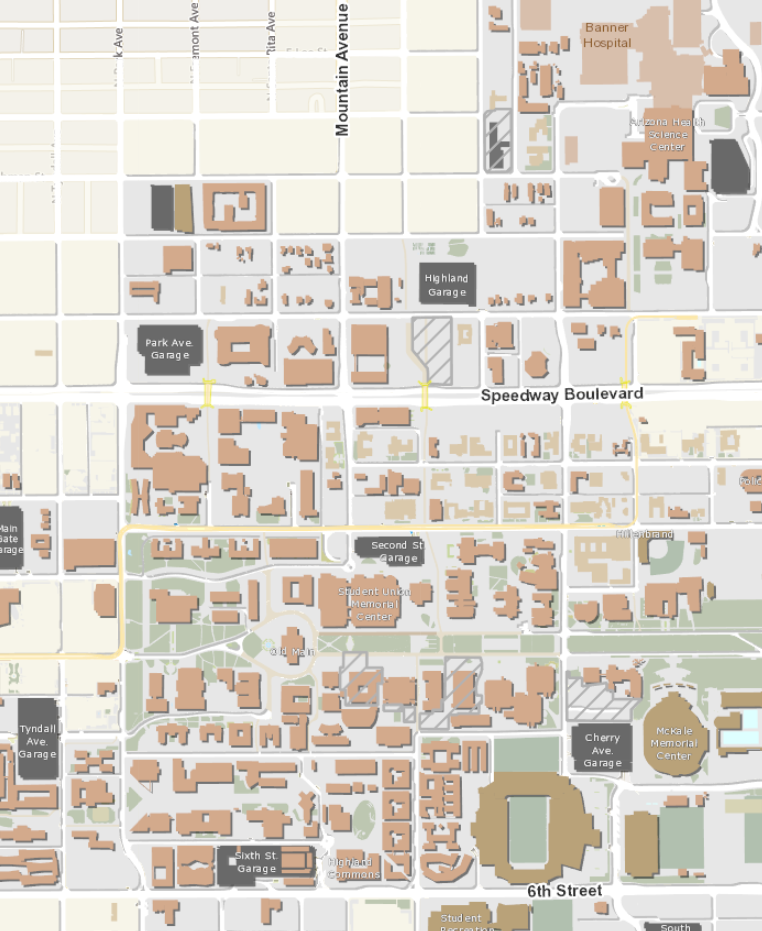 Mountain Avenue
Banner
Hospital
Arizona Health
Science
Center
Highland
Garage
Park Ave.
Garage
Speedway Boulevard
Main
Gate
Second St
Garage
Hillenbrand
Student Union
Memorial
Center
Old Main
Tyndall
Ave.
Garage
Cherry
Ave.
Garage
McKale
Memorial
Center
Sixth St.
Garage
Highland
Commons
6th Street
Student
Recreation
South